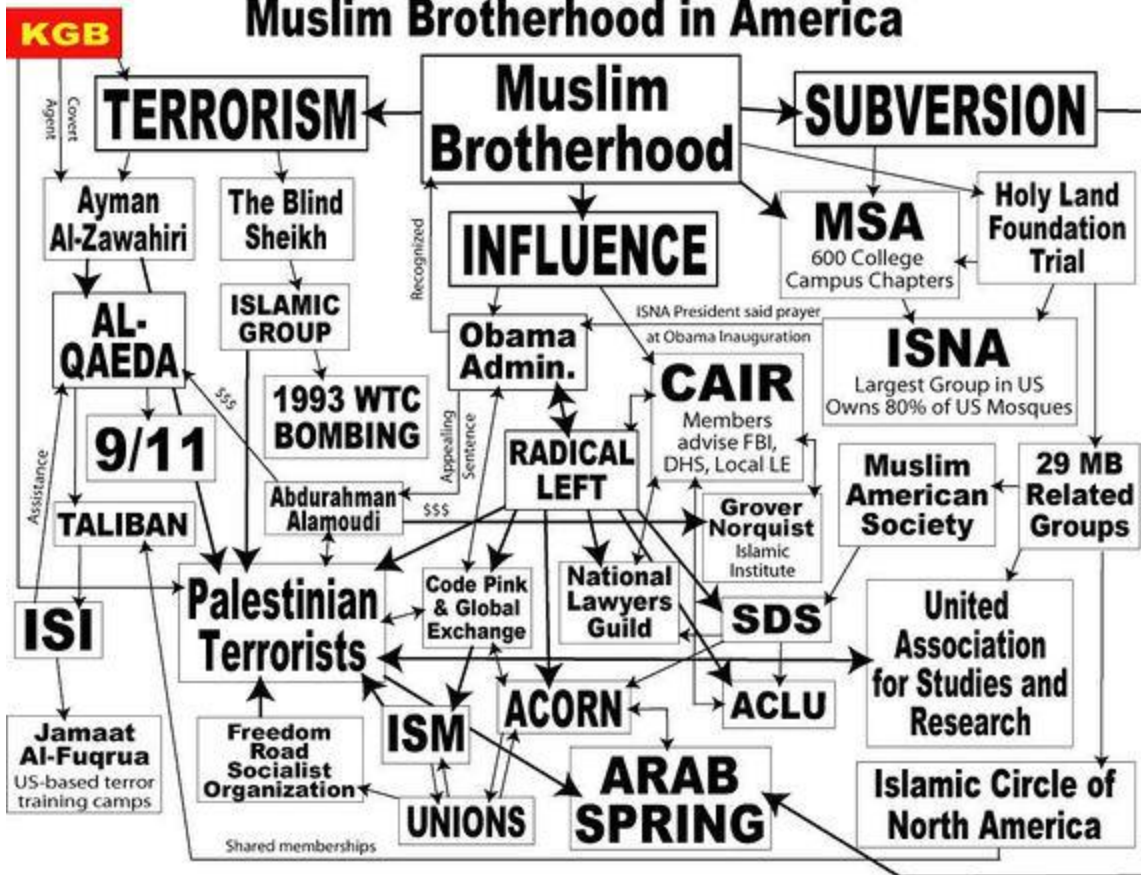 Muslim Brotherhood in America
KGB
TERRORISM
Muslim
Brotherhood
SUBVERSION
Covert
Agent
Ayman
Al-Zawahiri
The Blind
Sheikh
Recognized
INFLUENCE
MSA
600 College
Campus Chapters
Holy Land
Foundation
Trial
AL-
QAEDA
ISLAMIC
GROUP
Obama
Admin.
ISNA President said prayer
at Obama Inauguration
ISNA
Largest Group in US
Owns 80% of US Mosques
CAIR
Members
advise FBI,
DHS, Local LE
$$$
1993 WTC
BOMBING
9/11
Appealing
Sentence
RADICAL
LEFT
Muslim
American
Society
29 MB
Related
Groups
Assistance
TALIBAN
Abdurahman
Alamoudi
$$$
Grover
Norquist
Islamic
Institute
ISI
Palestinian
Terrorists
Code Pink
& Global
Exchange
National
Lawyers
Guild
SDS
United
Association
for Studies and
Research
Jamaat
Al-Fuqrua
US-based terror
training camps
Freedom
Road
Socialist
Organization
ISM
ACORN
ACLU
UNIONS
ARAB
SPRING
Islamic Circle of
North America
Shared memberships